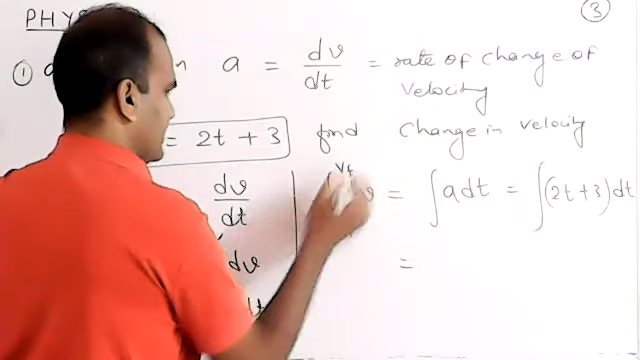 PHY ③
① a n a = dv/dt = rate of change of
Velocity
= 2t + 3 find Change in velocity
dv/dt ∫ Vf v = ∫ a dt = ∫ (2t + 3) dt
dv =
t